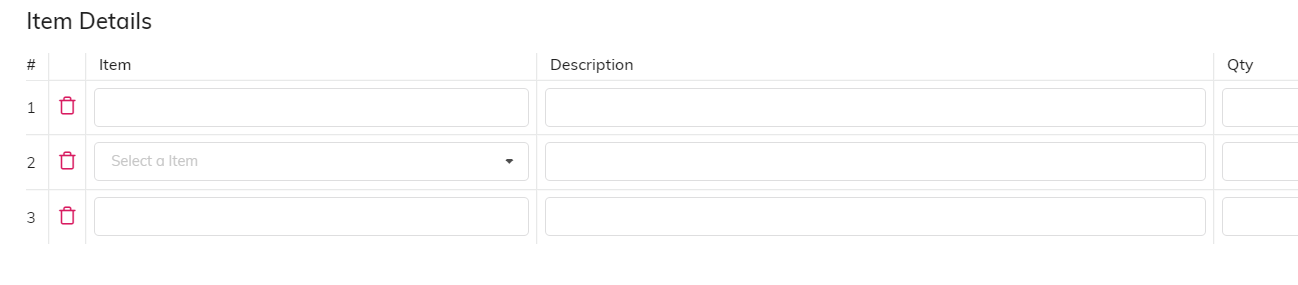 Item Details
# Item Description Qty
1
2 Select a Item
3